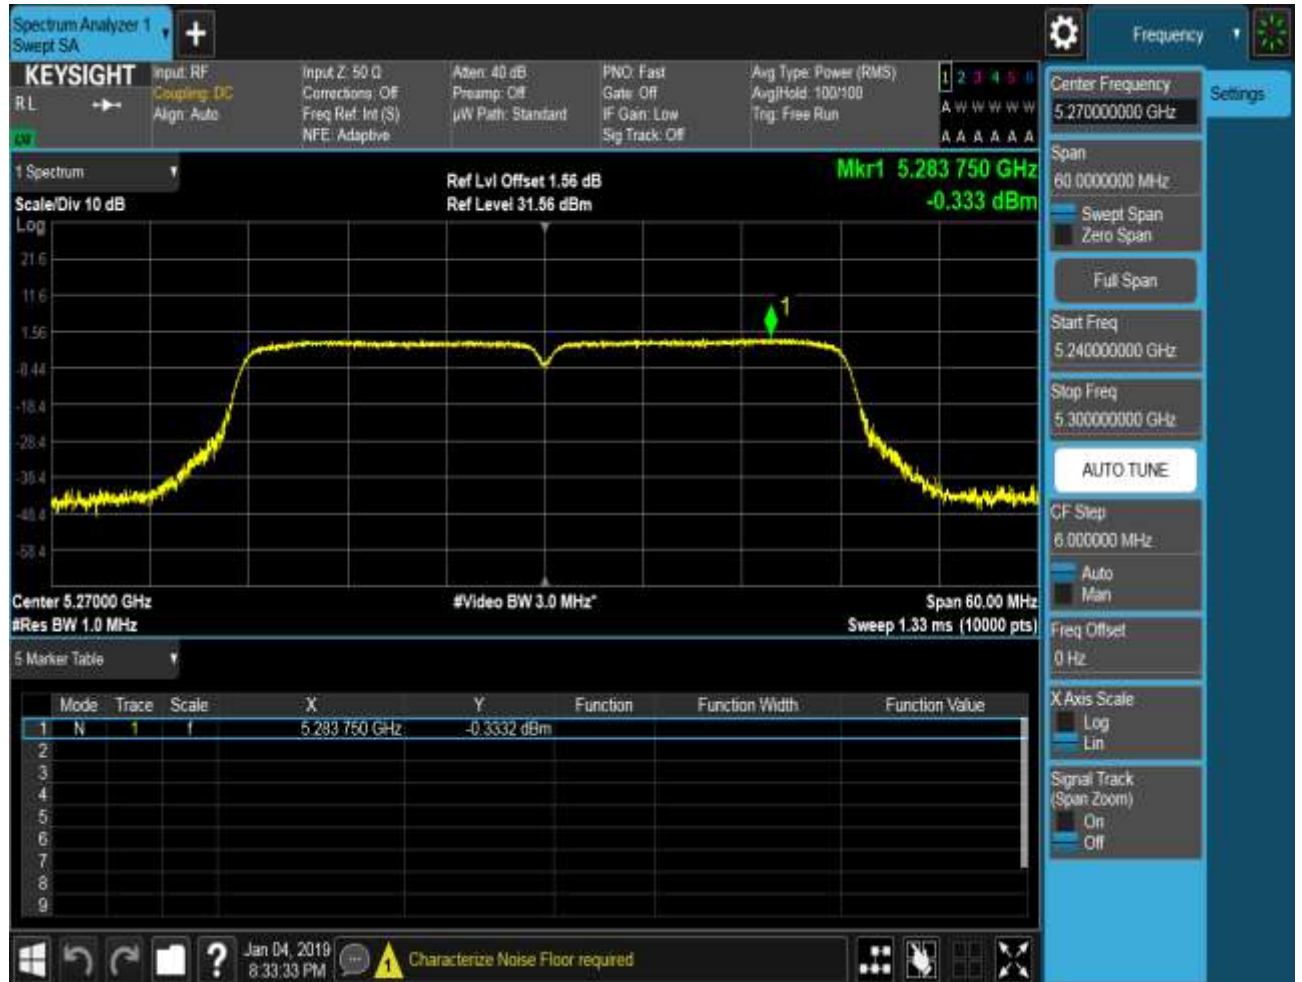 Spectrum Analyzer 1
Swept SA
Frequency
KEYSIGHT
R L
Input: RF
Coupling: DC
Align: Auto
Input Z: 50 Ω
Corrections: Off
Freq Ref: Int (S)
NFE: Adaptive
Atten: 40 dB
Preamp: Off
µW Path: Standard
PNO: Fast
Gate: Off
IF Gain: Low
Sig Track: Off
Avg Type: Power (RMS)
Avg|Hold: 100/100
Trig: Free Run
1 2 3 4 5 6
A W W W W W
A A A A A A
1 Spectrum
Scale/Div 10 dB
Ref Lvl Offset 1.56 dB
Ref Level 31.56 dBm
Mkr1 5.283 750 GHz
-0.333 dBm
Log
21.6
11.6
1.56
-8.44
-18.4
-28.4
-38.4
-48.4
-58.4
1
Center 5.27000 GHz
#Video BW 3.0 MHz*
Span 60.00 MHz
#Res BW 1.0 MHz
Sweep 1.33 ms (10000 pts)
5 Marker Table
Mode Trace Scale X Y Function Function Width Function Value
1 N 1 f 5.283 750 GHz -0.3332 dBm
2
3
4
5
6
7
8
9
Jan 04, 2019
8:33:33 PM
1
Characterize Noise Floor required
Settings
Center Frequency
5.270000000 GHz
Span
60.0000000 MHz
Swept Span
Zero Span
Full Span
Start Freq
5.240000000 GHz
Stop Freq
5.300000000 GHz
AUTO TUNE
CF Step
6.000000 MHz
Auto
Man
Freq Offset
0 Hz
X Axis Scale
Log
Lin
Signal Track
(Span Zoom)
On
Off